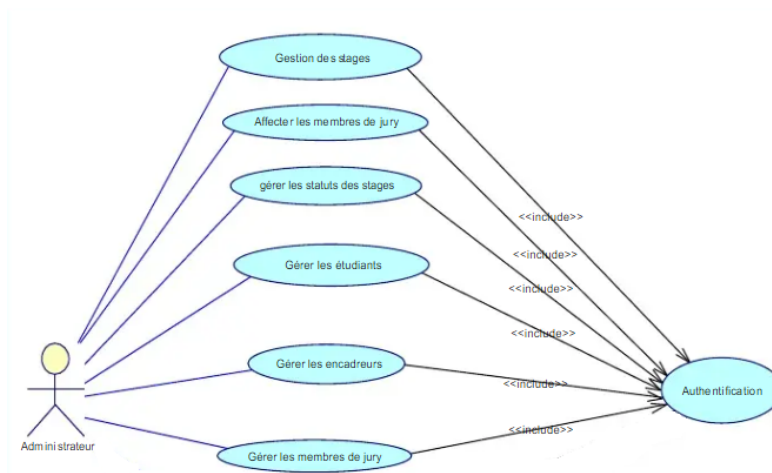 Gestion des stages
Affecter les membres de jury
gérer les statuts des stages
<<include>>
<<include>>
Gérer les étudiants
<<include>>
<<include>>
Gérer les encadreurs
<<include>>
Authentification
<<include>>
Administrateur
Gérer les membres de jury